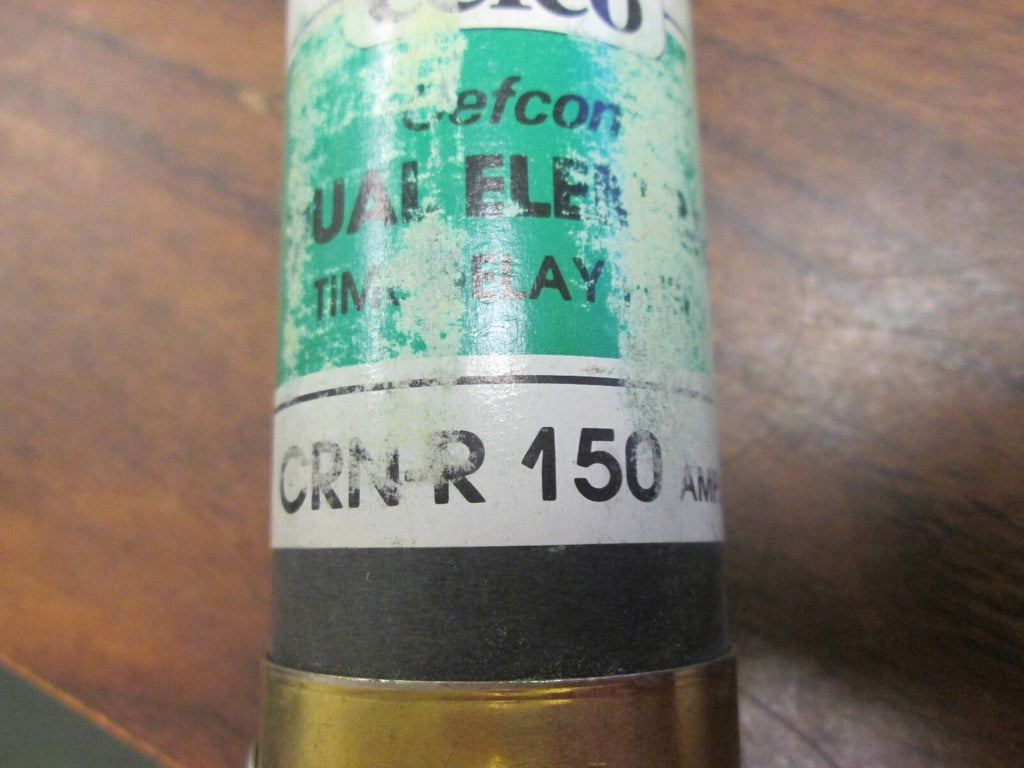 efcon
UAL ELE
TIM ELAY
CRN-R 150 AMP